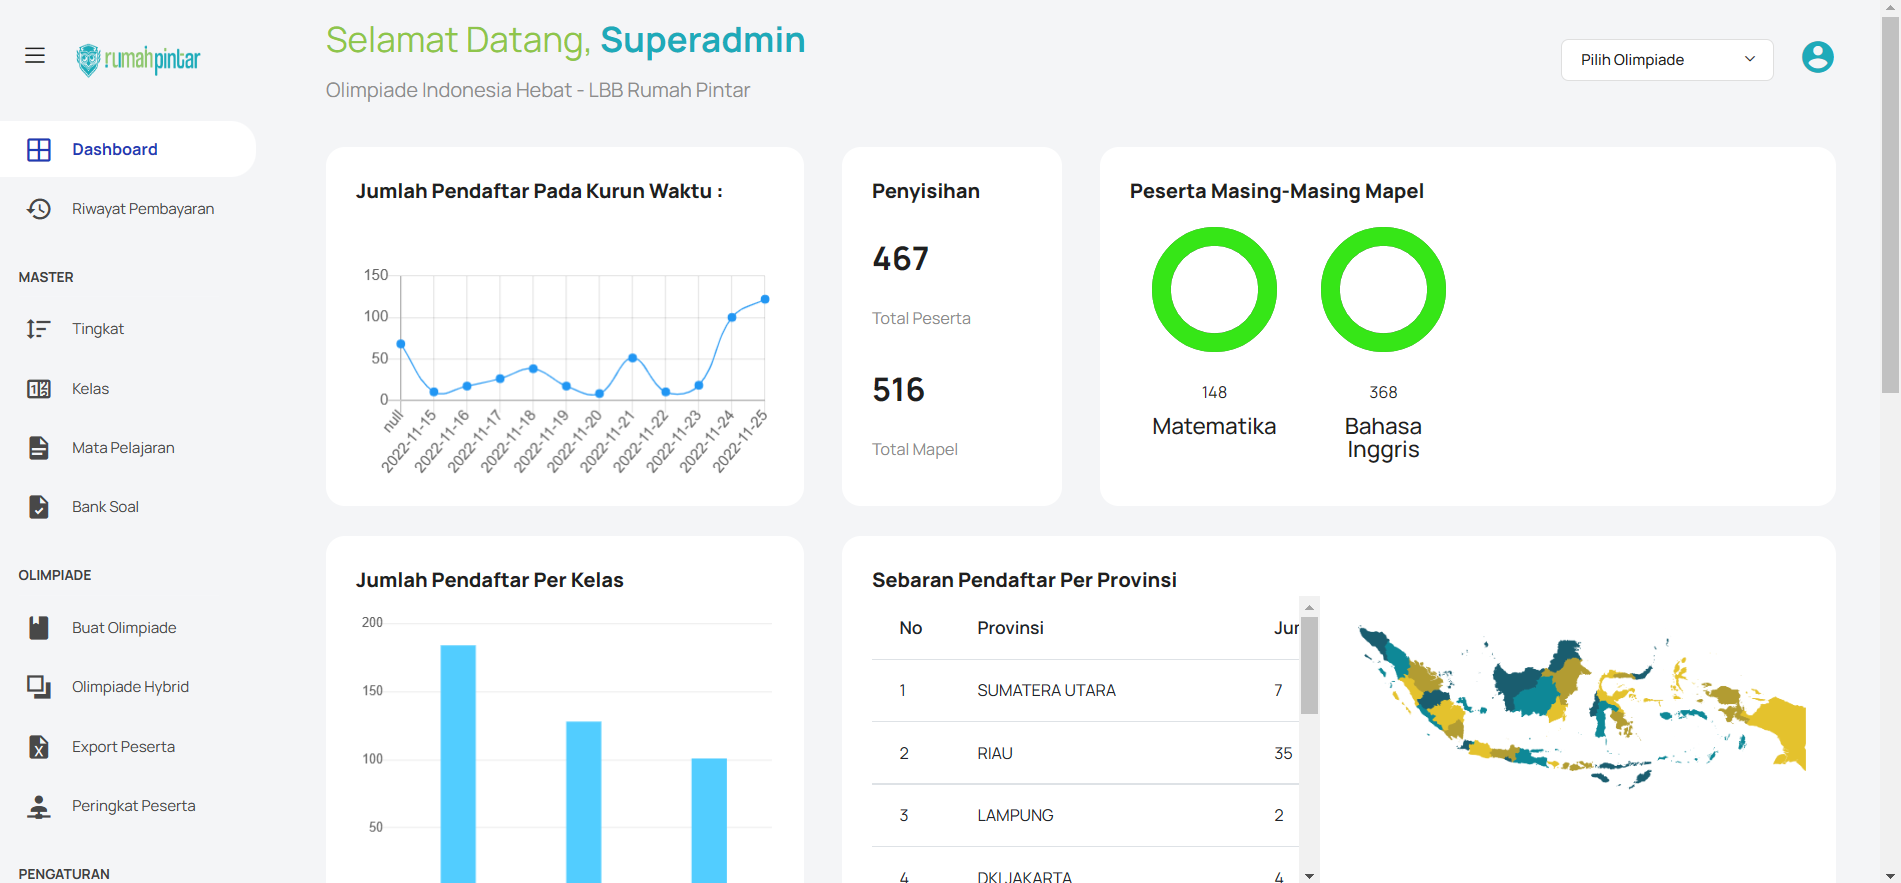 rumahpintar
Selamat Datang, Superadmin
Olimpiade Indonesia Hebat - LBB Rumah Pintar
Pilih Olimpiade
Dashboard
Riwayat Pembayaran
MASTER
Tingkat
Kelas
Mata Pelajaran
Bank Soal
OLIMPIADE
Buat Olimpiade
Olimpiade Hybrid
Export Peserta
Peringkat Peserta
PENGATURAN
Jumlah Pendaftar Pada Kurun Waktu :
150
100
50
0
null
2022-11-15
2022-11-16
2022-11-17
2022-11-18
2022-11-19
2022-11-20
2022-11-21
2022-11-22
2022-11-23
2022-11-24
2022-11-25
Penyisihan
467
Total Peserta
516
Total Mapel
Peserta Masing-Masing Mapel
148
Matematika
368
Bahasa
Inggris
Jumlah Pendaftar Per Kelas
200
150
100
50
Sebaran Pendaftar Per Provinsi
No Provinsi Jur
1 SUMATERA UTARA 7
2 RIAU 35
3 LAMPUNG 2
4 DKI JAKARTA 4